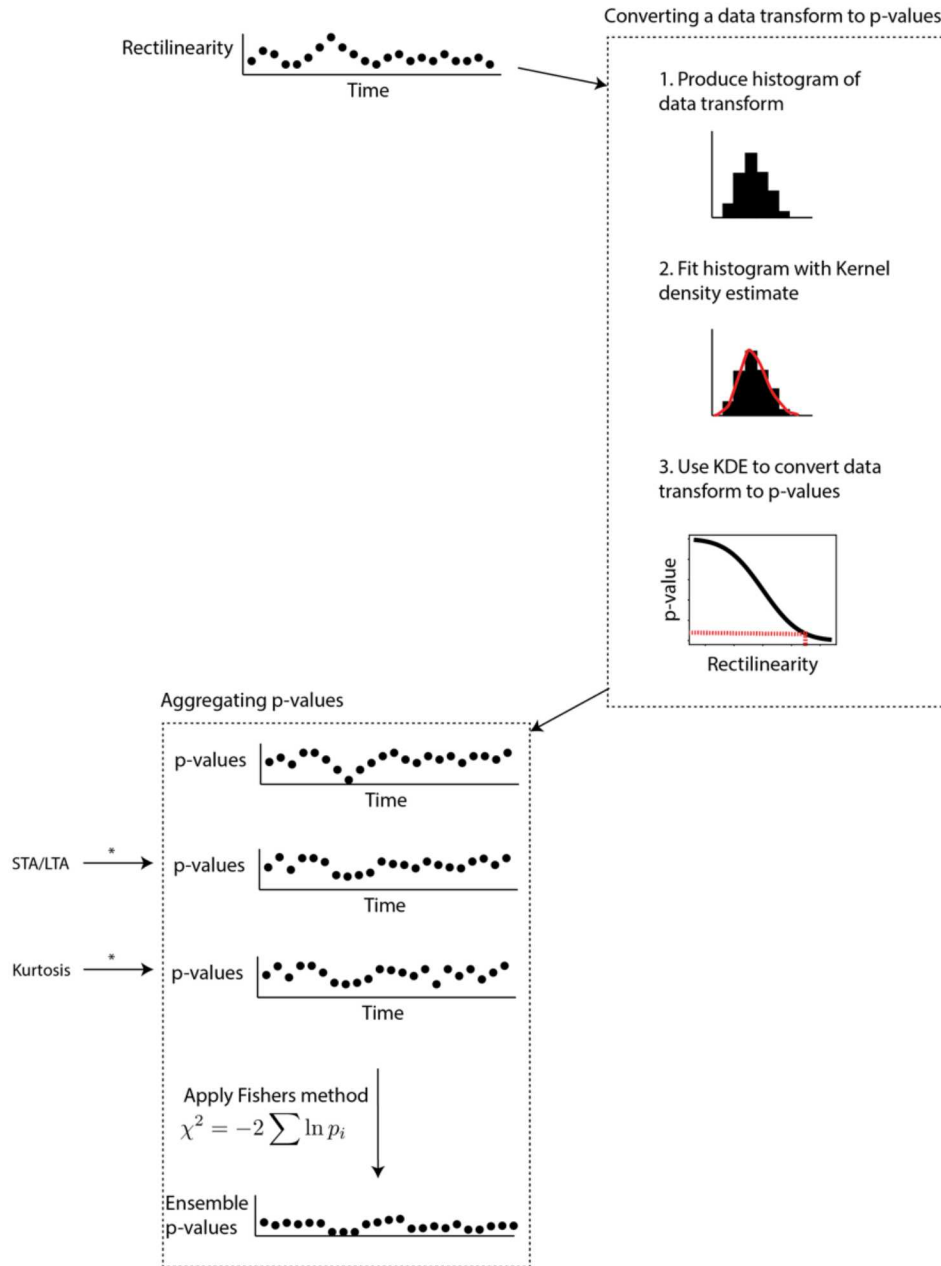 Converting a data transform to p-values
Rectilinearity
Time
1. Produce histogram of
data transform
2. Fit histogram with Kernel
density estimate
3. Use KDE to convert data
transform to p-values
p-value
Rectilinearity
Aggregating p-values
p-values
Time
STA/LTA
*
p-values
Time
Kurtosis
*
p-values
Time
Apply Fishers method
χ² = −2 ∑ ln pᵢ
Ensemble
p-values